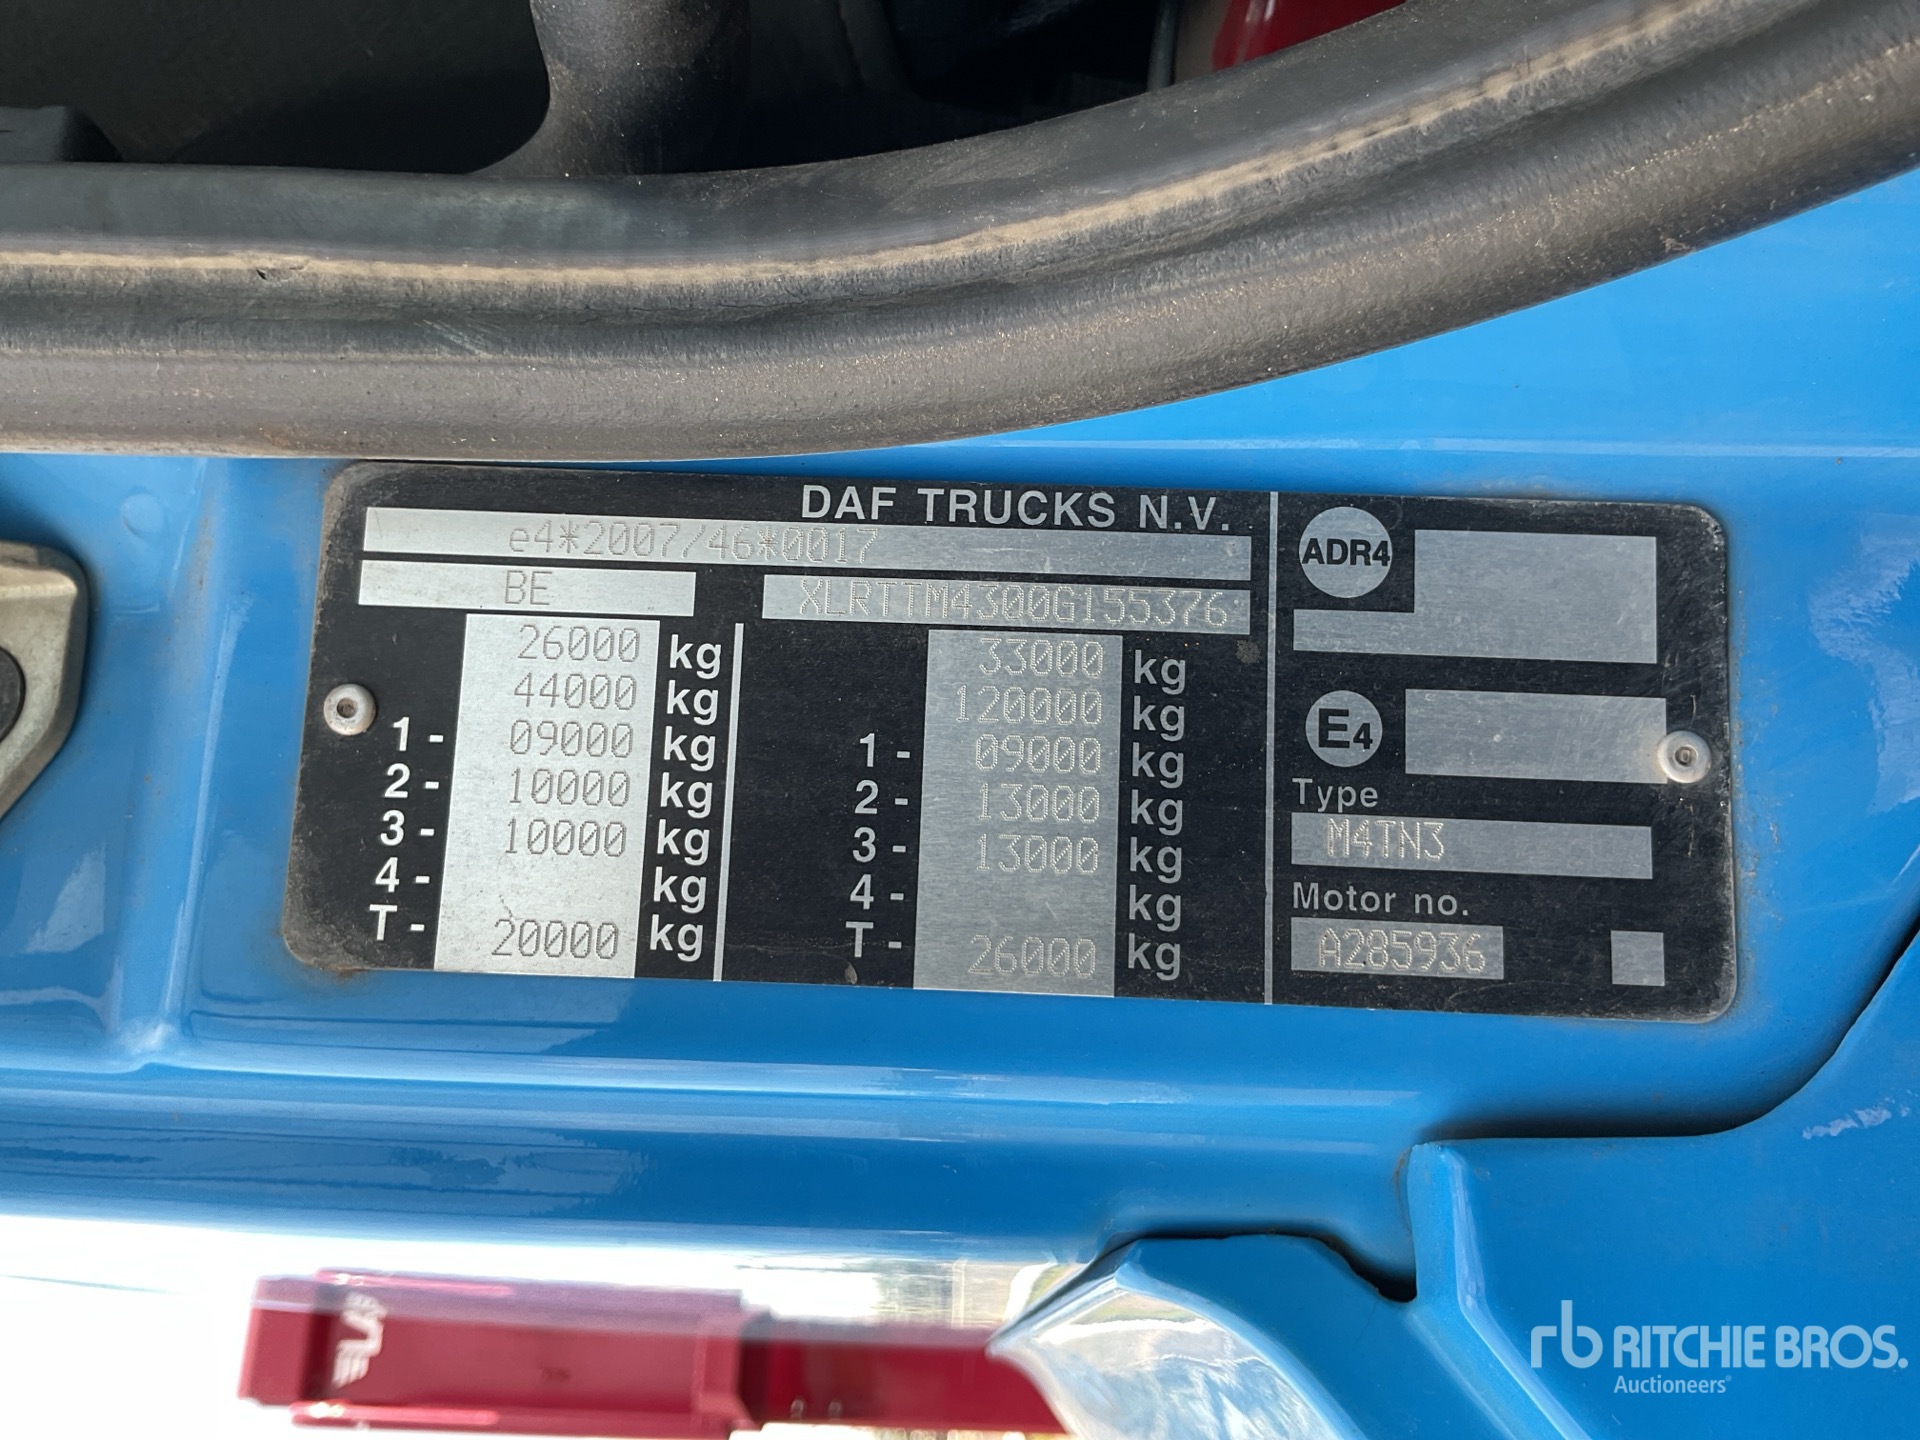 DAF TRUCKS N.V.
e4*2007/46*0017
BE
XLRTTM4300G155376
26000 kg
44000 kg
1- 09000 kg
2- 10000 kg
3- 10000 kg
4- kg
T- 20000 kg
33000 kg
120000 kg
1- 09000 kg
2- 13000 kg
3- 13000 kg
4- kg
T- 26000 kg
ADR4
E4
Type
M4TN3
Motor no.
A285936
rb RITCHIE BROS.
Auctioneers